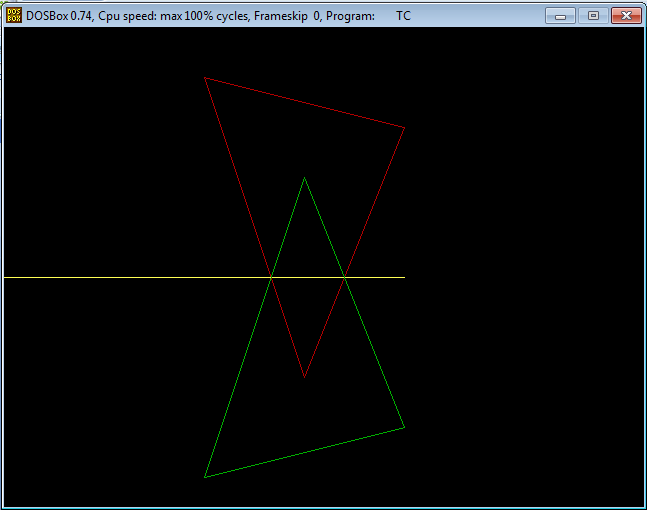 DOSBox 0.74, Cpu speed: max 100% cycles, Frameskip 0, Program: TC